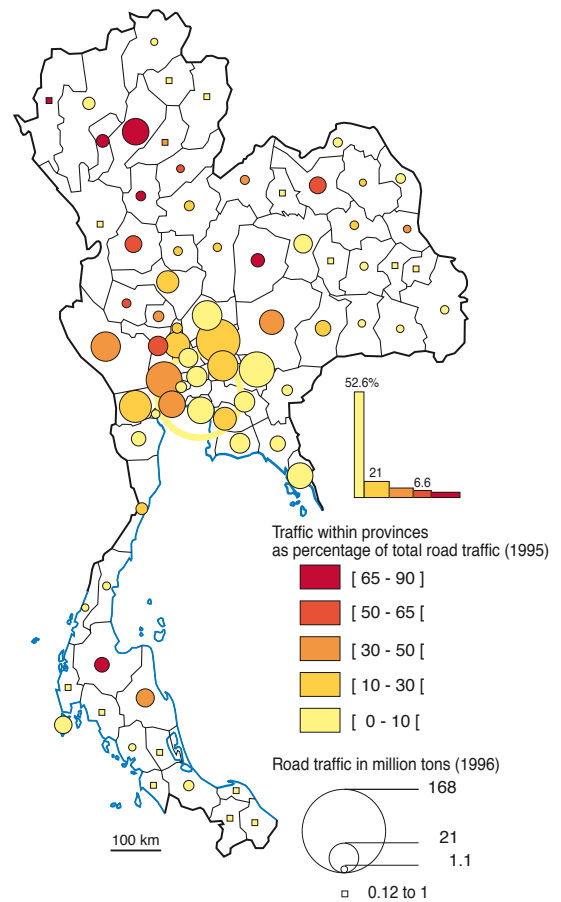 52.6%
21
6.6
Traffic within provinces
as percentage of total road traffic (1995)
[ 65 - 90 ]
[ 50 - 65 [
[ 30 - 50 [
[ 10 - 30 [
[ 0 - 10 [
Road traffic in million tons (1996)
168
21
1.1
0.12 to 1
100 km